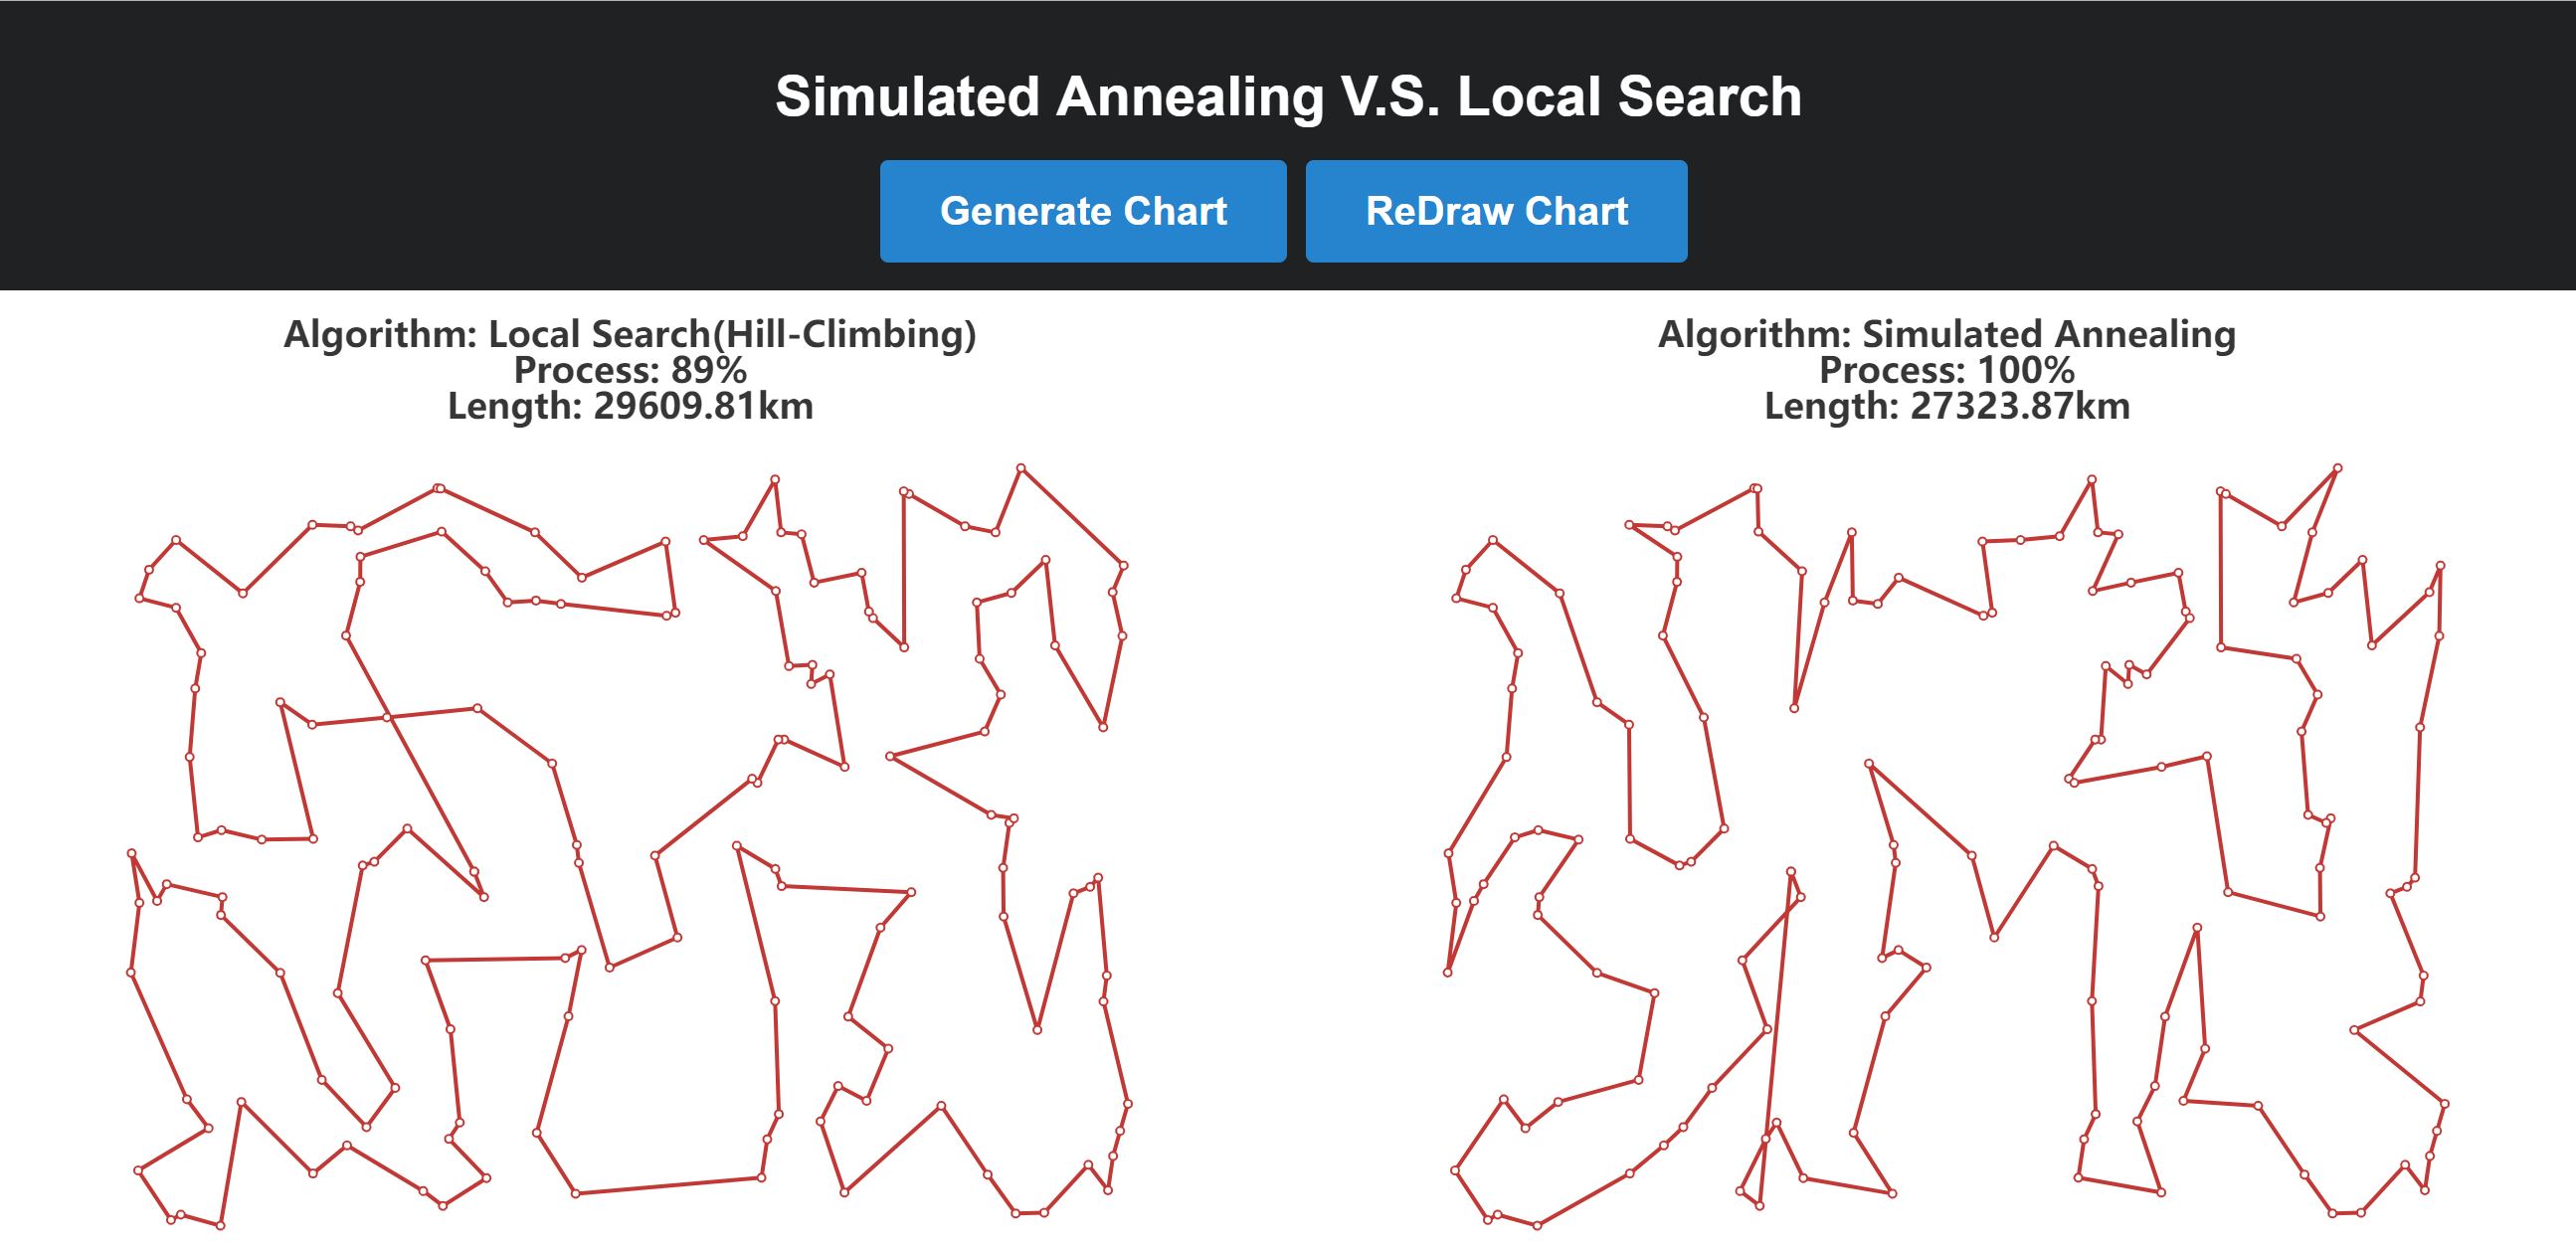 Simulated Annealing V.S. Local Search
Generate Chart
ReDraw Chart
Algorithm: Local Search(Hill-Climbing)
Process: 89%
Length: 29609.81km
Algorithm: Simulated Annealing
Process: 100%
Length: 27323.87km